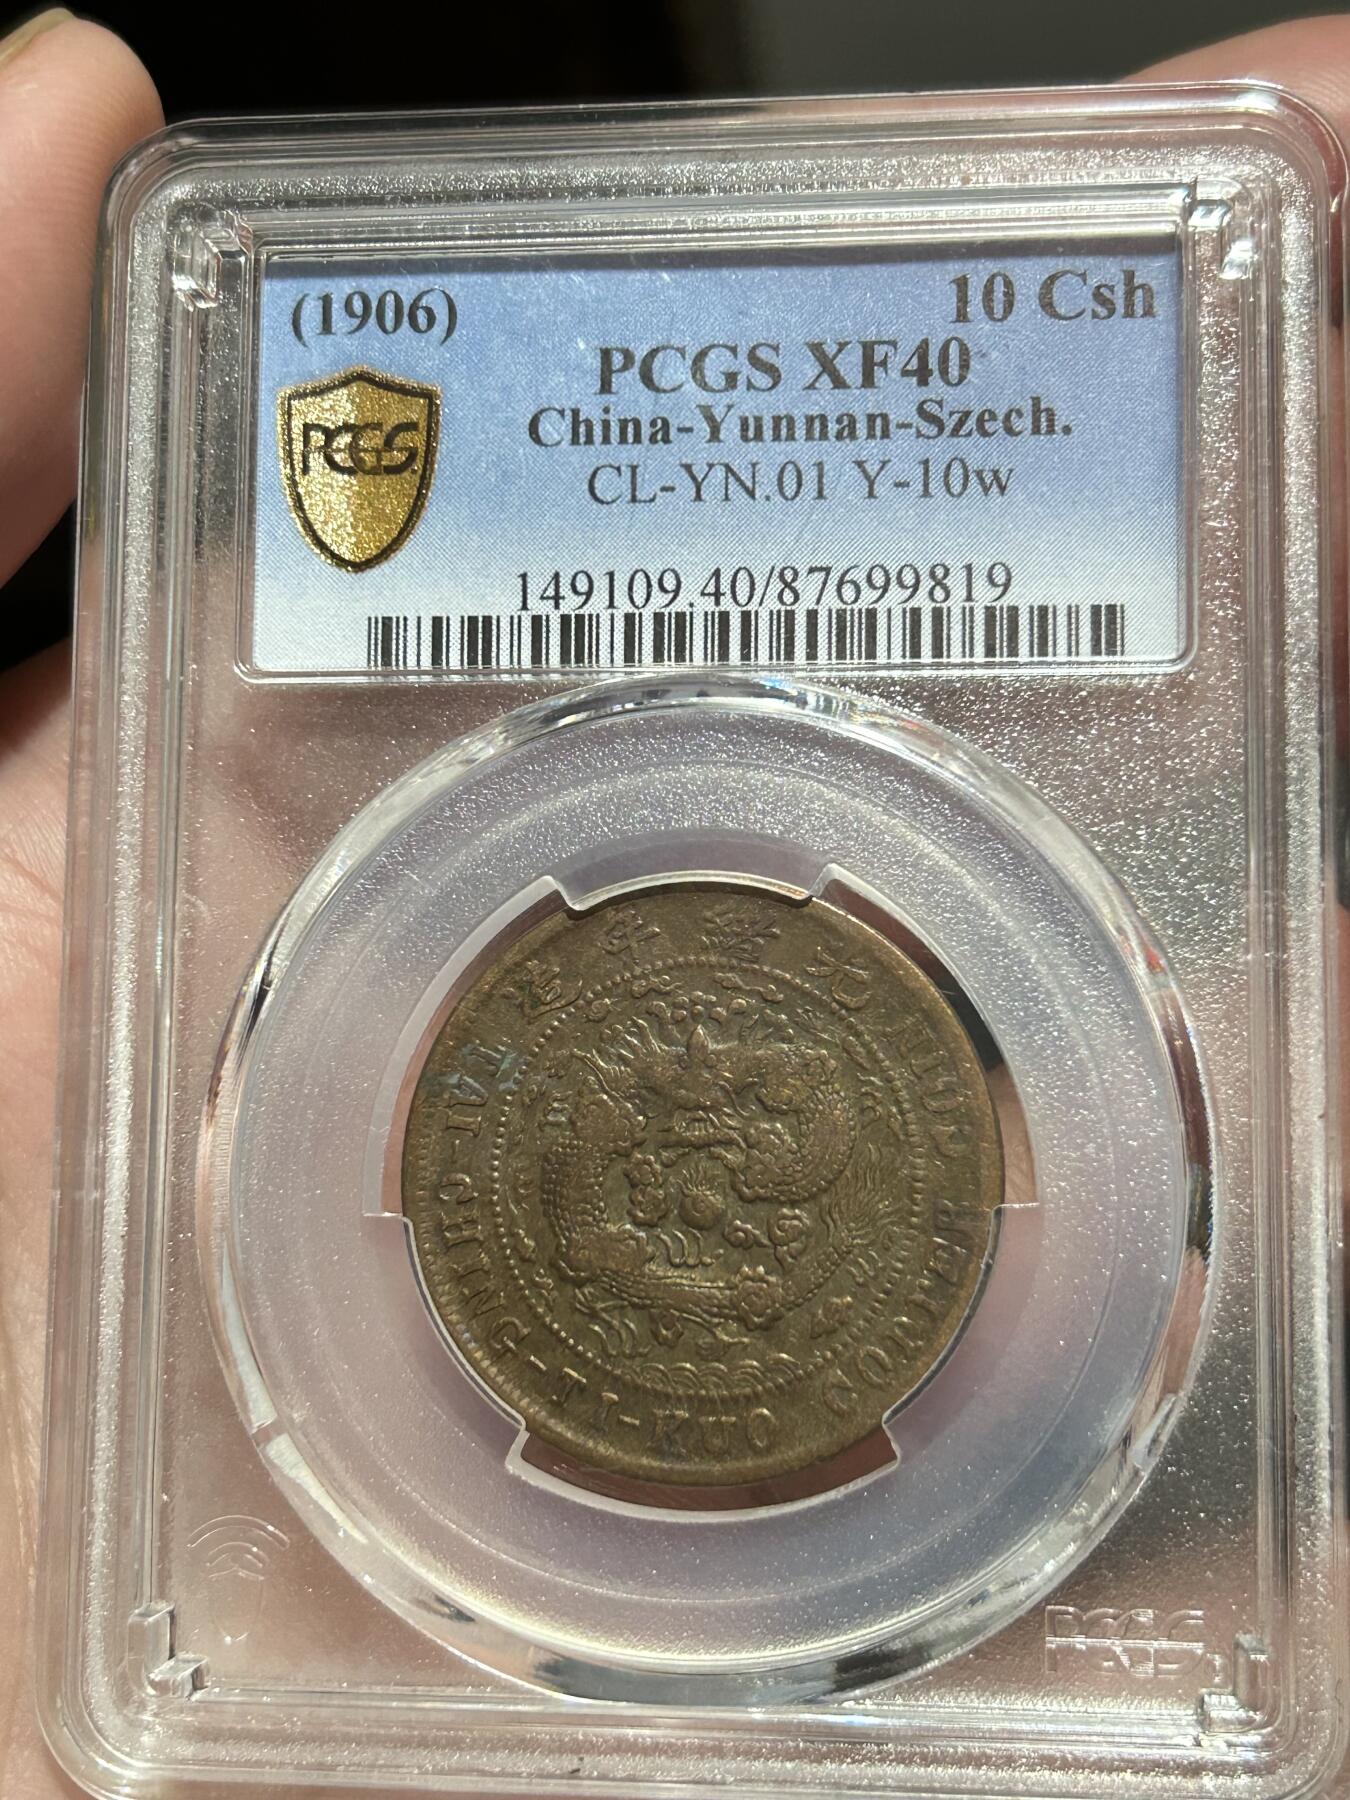 (1906)
10 Csh
PCGS XF40
China-Yunnan-Szech.
CL-YN.01 Y-10w
PCGS
149109.40/87699819
造年緒光
TAI-CHING-TI-KUO COPPER COIN
PCGS